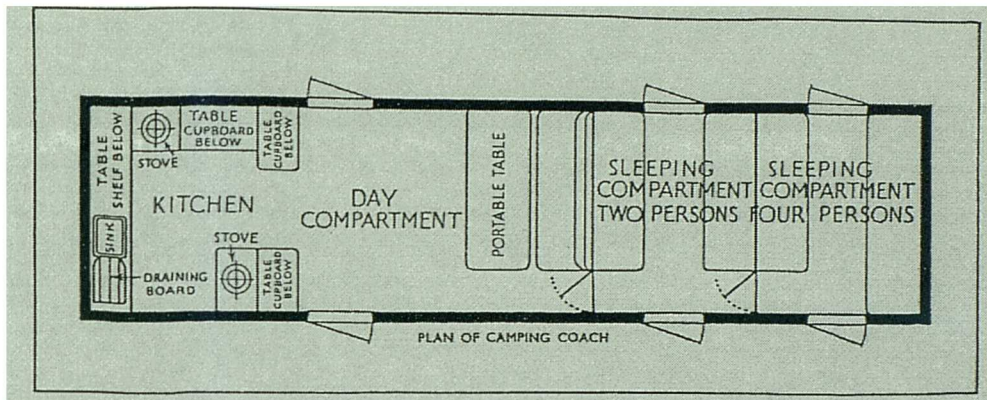 TABLE
SHELF BELOW
STOVE
TABLE
CUPBOARD
BELOW
TABLE
CUPBOARD
BELOW
KITCHEN
SINK
DRAINING
BOARD
STOVE
TABLE
CUPBOARD
BELOW
DAY
COMPARTMENT
PORTABLE TABLE
SLEEPING
COMPARTMENT
TWO PERSONS
SLEEPING
COMPARTMENT
FOUR PERSONS
PLAN OF CAMPING COACH